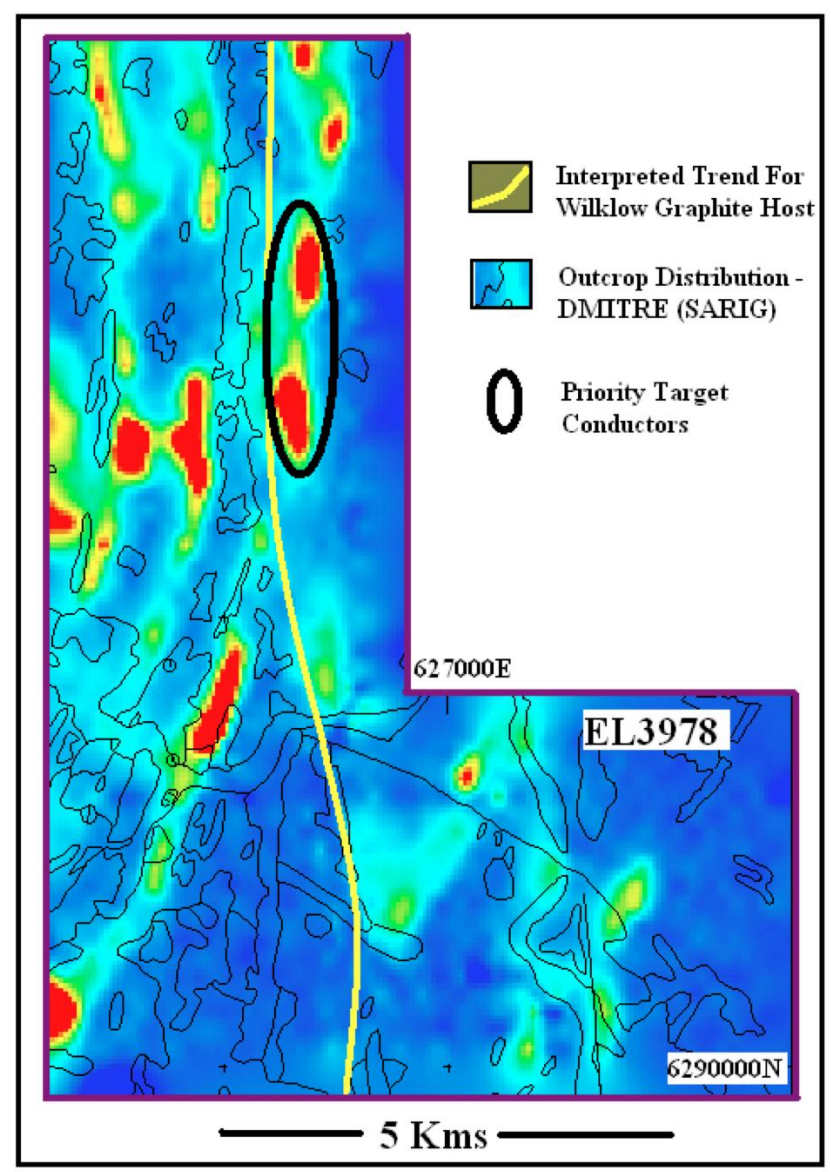 Interpreted Trend For
Wilklow Graphite Host
Outcrop Distribution -
DMITRE (SARIG)
Priority Target
Conductors
627000E
EL3978
6290000N
5 Kms